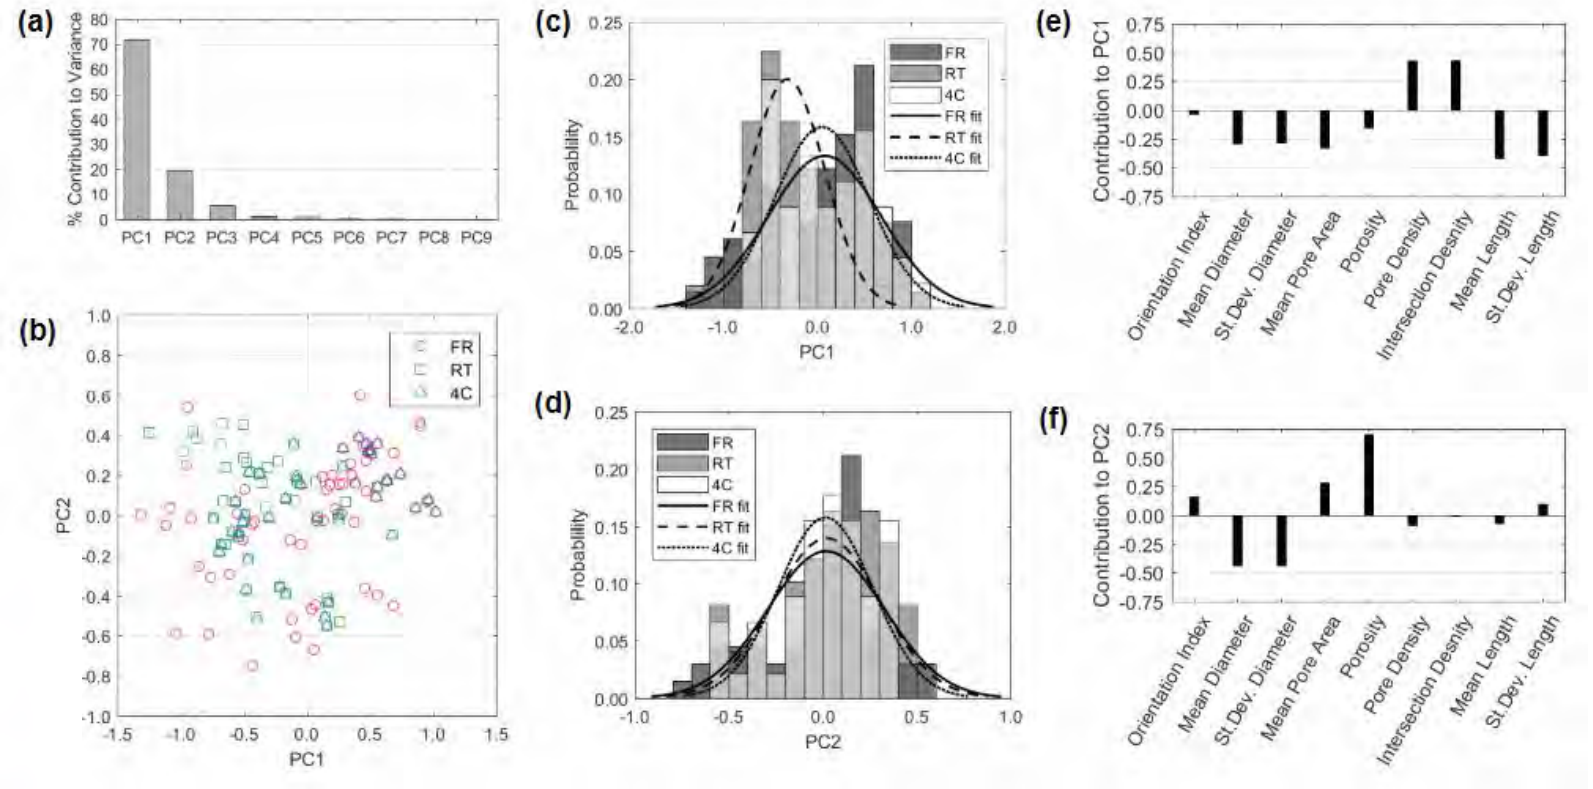 (a)
% Contribution to Variance
80
70
60
50
40
30
20
10
0
PC1 PC2 PC3 PC4 PC5 PC6 PC7 PC8 PC9
(b)
PC2
1.0
0.8
0.6
0.4
0.2
0.0
-0.2
-0.4
-0.6
-0.8
-1.0
FR
RT
4C
-1.5 -1.0 -0.5 0.0 0.5 1.0 1.5
PC1
(c)
Probablility
0.25
0.20
0.15
0.10
0.05
0.00
FR
RT
4C
FR fit
RT fit
4C fit
-2.0 -1.0 0.0 1.0 2.0
PC1
(d)
Probablility
0.25
0.20
0.15
0.10
0.05
0.00
FR
RT
4C
FR fit
RT fit
4C fit
-1.0 -0.5 0.0 0.5 1.0
PC2
(e)
Contribution to PC1
0.75
0.50
0.25
0.00
-0.25
-0.50
-0.75
Orientation Index
Mean Diameter
St.Dev. Diameter
Mean Pore Area
Porosity
Pore Density
Intersection Desnity
Mean Length
St.Dev. Length
(f)
Contribution to PC2
0.75
0.50
0.25
0.00
-0.25
-0.50
-0.75
Orientation Index
Mean Diameter
St.Dev. Diameter
Mean Pore Area
Porosity
Pore Density
Intersection Desnity
Mean Length
St.Dev. Length